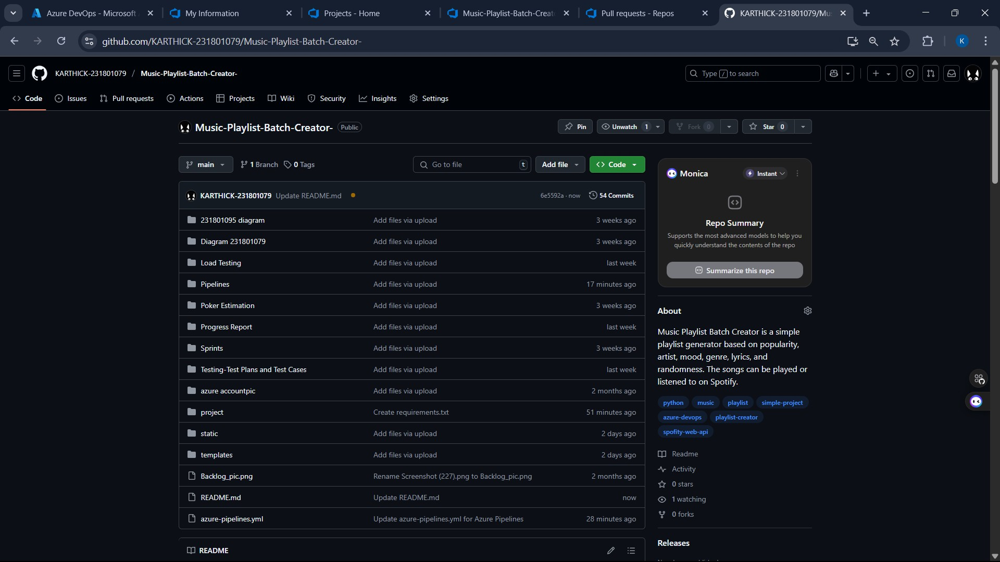 Azure DevOps - Microsoft
My Information
Projects - Home
Music-Playlist-Batch-Creat
Pull requests - Repos
KARTHICK-231801079/Mus
github.com/KARTHICK-231801079/Music-Playlist-Batch-Creator-
K
KARTHICK-231801079 / Music-Playlist-Batch-Creator-
Type / to search
Code
Issues
Pull requests
Actions
Projects
Wiki
Security
Insights
Settings
Music-Playlist-Batch-Creator- Public
Pin
Unwatch 1
Fork 0
Star 0
main
1 Branch
0 Tags
Go to file t
Add file
<> Code
KARTHICK-231801079 Update README.md 6e5592a · now 54 Commits
231801095 diagram Add files via upload 3 weeks ago
Diagram 231801079 Add files via upload 3 weeks ago
Load Testing Add files via upload last week
Pipelines Add files via upload 17 minutes ago
Poker Estimation Add files via upload 3 weeks ago
Progress Report Add files via upload last week
Sprints Add files via upload 3 weeks ago
Testing-Test Plans and Test Cases Add files via upload last week
azure accountpic Add files via upload 2 months ago
project Create requirements.txt 51 minutes ago
static Add files via upload 2 days ago
templates Add files via upload 2 days ago
Backlog_pic.png Rename Screenshot (227).png to Backlog_pic.png 2 months ago
README.md Update README.md now
azure-pipelines.yml Update azure-pipelines.yml for Azure Pipelines 28 minutes ago
README
Monica
Instant
Repo Summary
Supports the most advanced models to help you
quickly understand the contents of the repo
Summarize this repo
About
Music Playlist Batch Creator is a simple
playlist generator based on popularity,
artist, mood, genre, lyrics, and
randomness. The songs can be played or
listened to on Spotify.
python music playlist simple-project
azure-devops playlist-creator
spofity-web-api
Readme
Activity
0 stars
1 watching
0 forks
Releases